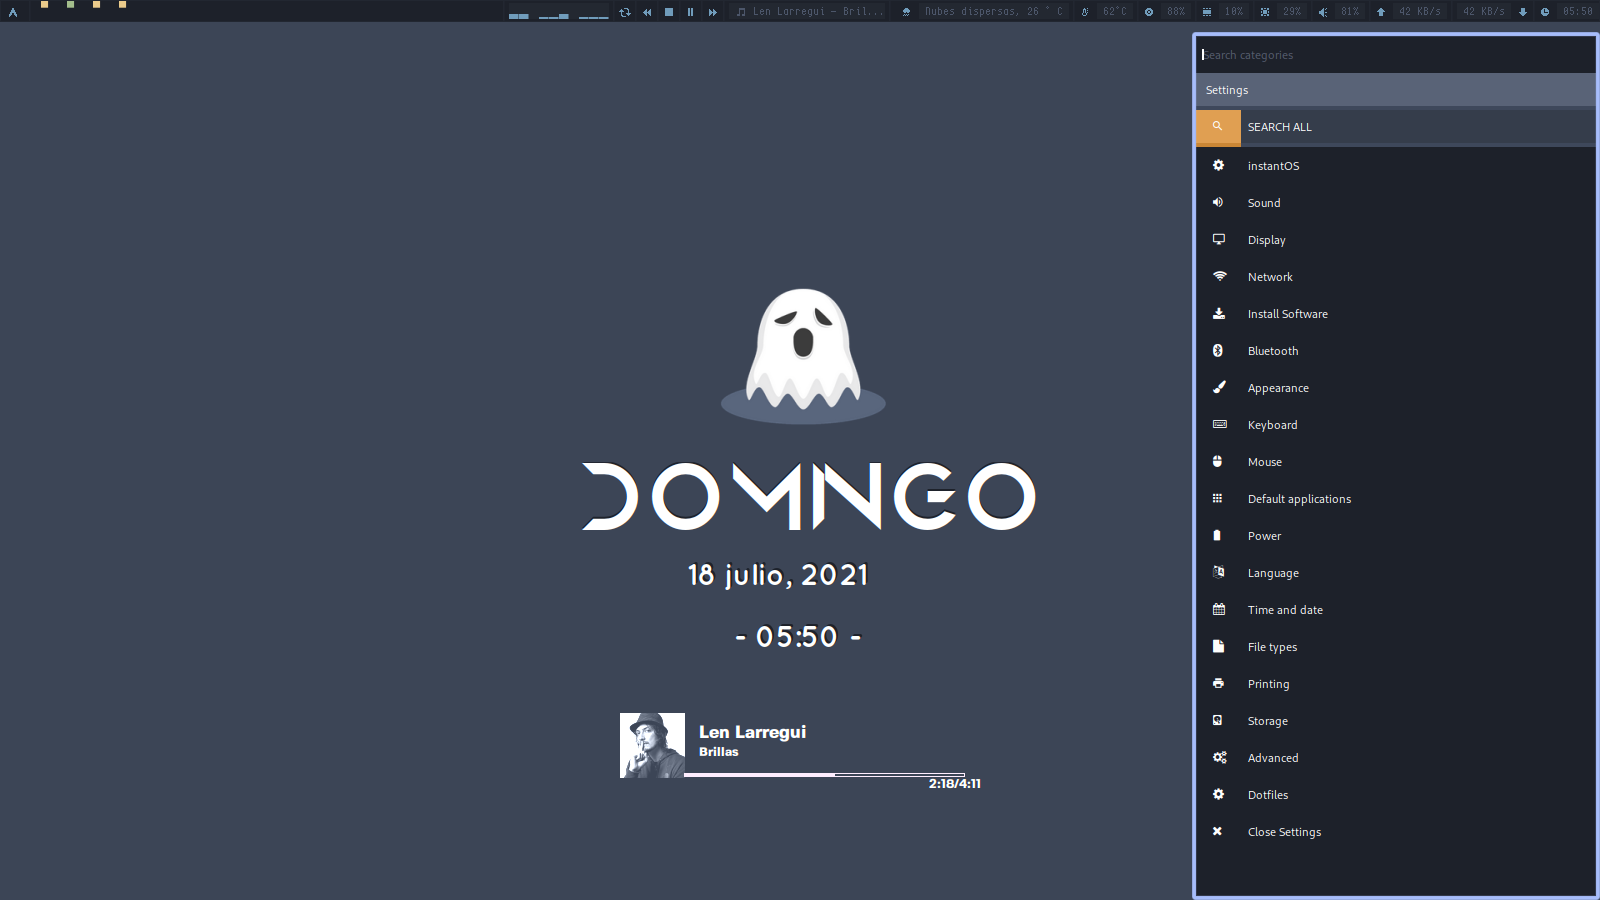 Len Larregui - Bril...
Nubes dispersas, 26 ° C
62°C
88%
10%
29%
81%
42 KB/s
42 KB/s
05:50
Search categories
Settings
SEARCH ALL
instantOS
Sound
Display
Network
Install Software
Bluetooth
Appearance
Keyboard
Mouse
Default applications
Power
Language
Time and date
File types
Printing
Storage
Advanced
Dotfiles
Close Settings
DOMNGO
18 julio, 2021
- 05:50 -
Len Larregui
Brillas
2:18/4:11